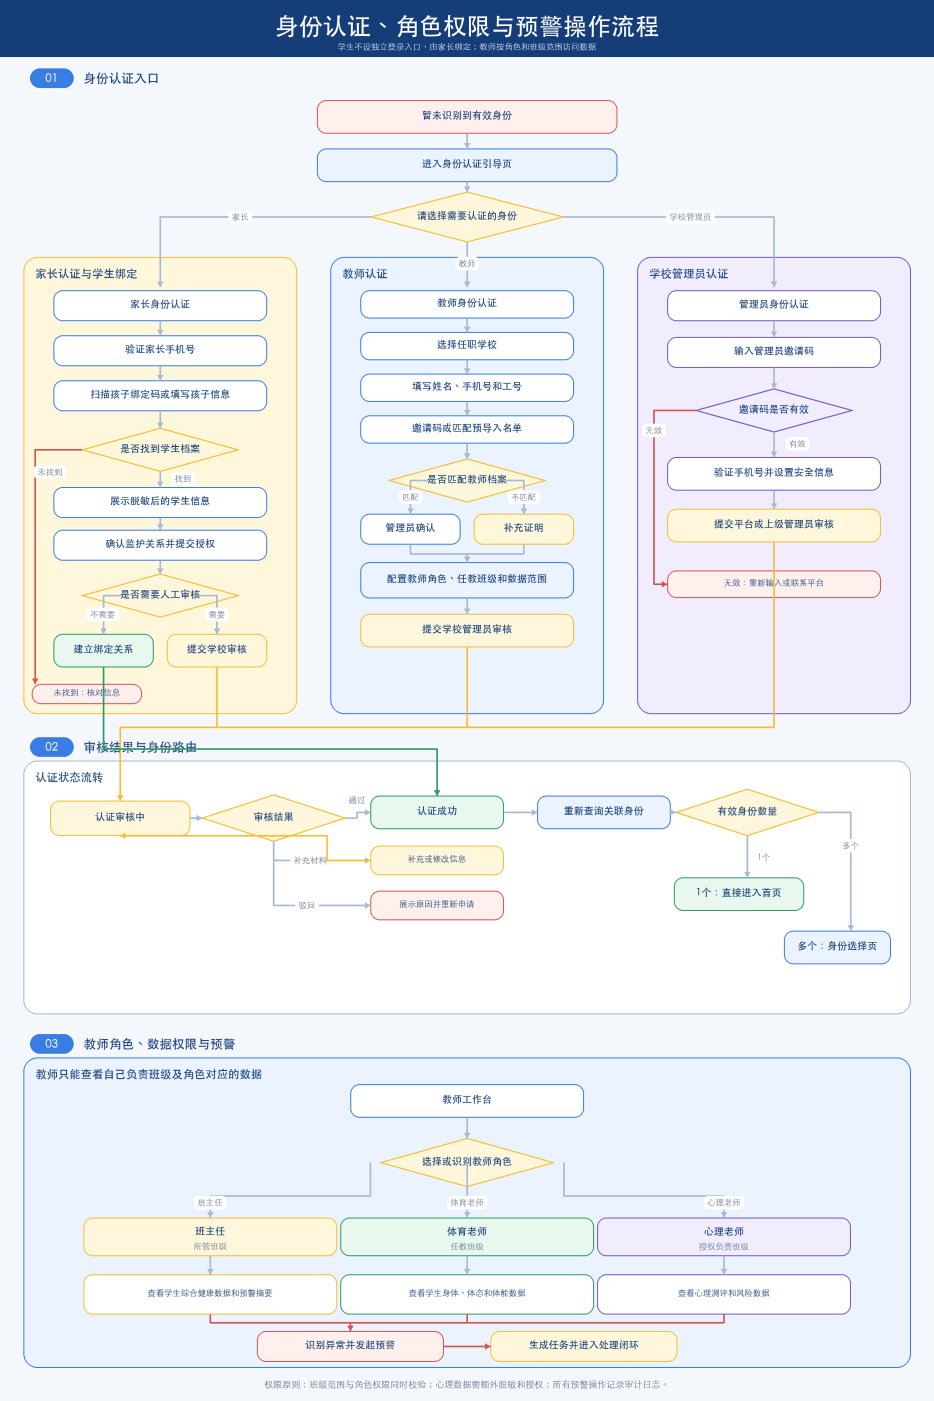 身份认证、角色权限与预警操作流程
学生不设独立登录入口，由家长绑定；教师按角色和班级范围访问数据
01
身份认证入口
暂未识别到有效身份
进入身份认证引导页
请选择需要认证的身份
家长
学校管理员
教师
家长认证与学生绑定
家长身份认证
验证家长手机号
扫描孩子绑定码或填写孩子信息
是否找到学生档案
未找到
找到
展示脱敏后的学生信息
确认监护关系并提交授权
是否需要人工审核
不需要
需要
建立绑定关系
提交学校审核
未找到：核对信息
教师认证
教师身份认证
选择任职学校
填写姓名、手机号和工号
邀请码或匹配预导入名单
是否匹配教师档案
匹配
不匹配
管理员确认
补充证明
配置教师角色、任教班级和数据范围
提交学校管理员审核
学校管理员认证
管理员身份认证
输入管理员邀请码
邀请码是否有效
无效
有效
验证手机号并设置安全信息
提交平台或上级管理员审核
无效：重新输入或联系平台
02
审核结果与身份路由
认证状态流转
认证审核中
审核结果
通过
认证成功
重新查询关联身份
有效身份数量
补充材料
补充或修改信息
驳回
展示原因并重新申请
1个
多个
1个：直接进入首页
多个：身份选择页
03
教师角色、数据权限与预警
教师只能查看自己负责班级及角色对应的数据
教师工作台
选择或识别教师角色
班主任
体育老师
心理老师
班主任
所管班级
体育老师
任教班级
心理老师
授权负责班级
查看学生综合健康数据和预警摘要
查看学生身体、体态和体能数据
查看心理测评和风险数据
识别异常并发起预警
生成任务并进入处理闭环
权限原则：班级范围与角色权限同时校验；心理数据需额外脱敏和授权；所有预警操作记录审计日志。